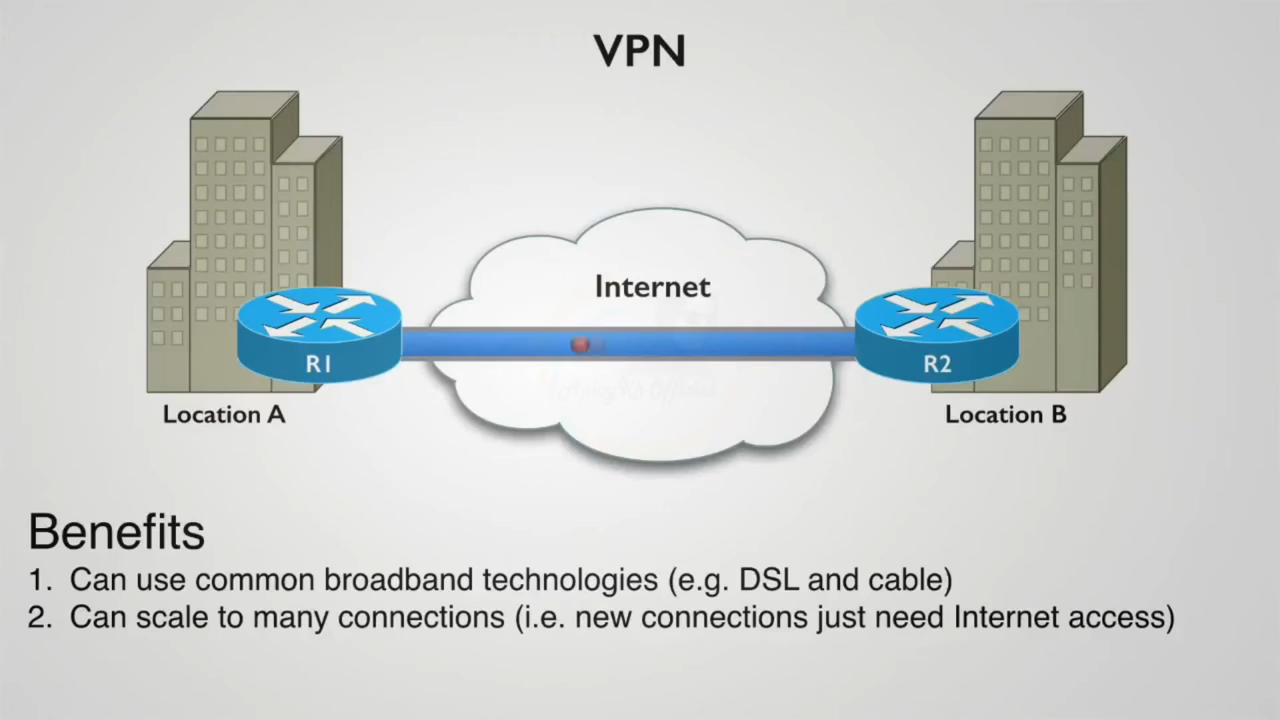 VPN
Internet
R1
R2
Location A
Location B
Benefits
1. Can use common broadband technologies (e.g. DSL and cable)
2. Can scale to many connections (i.e. new connections just need Internet access)